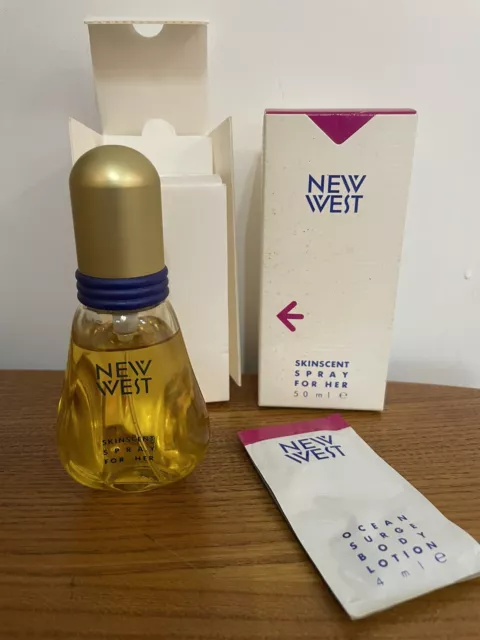 NEW
WEST
SKINSCENT
SPRAY
FOR HER
NEW
WEST
SKINSCENT
SPRAY
FOR HER
50 ml e
NEW
WEST
OCEAN
SURGE
BODY
LOTION
4 ml e